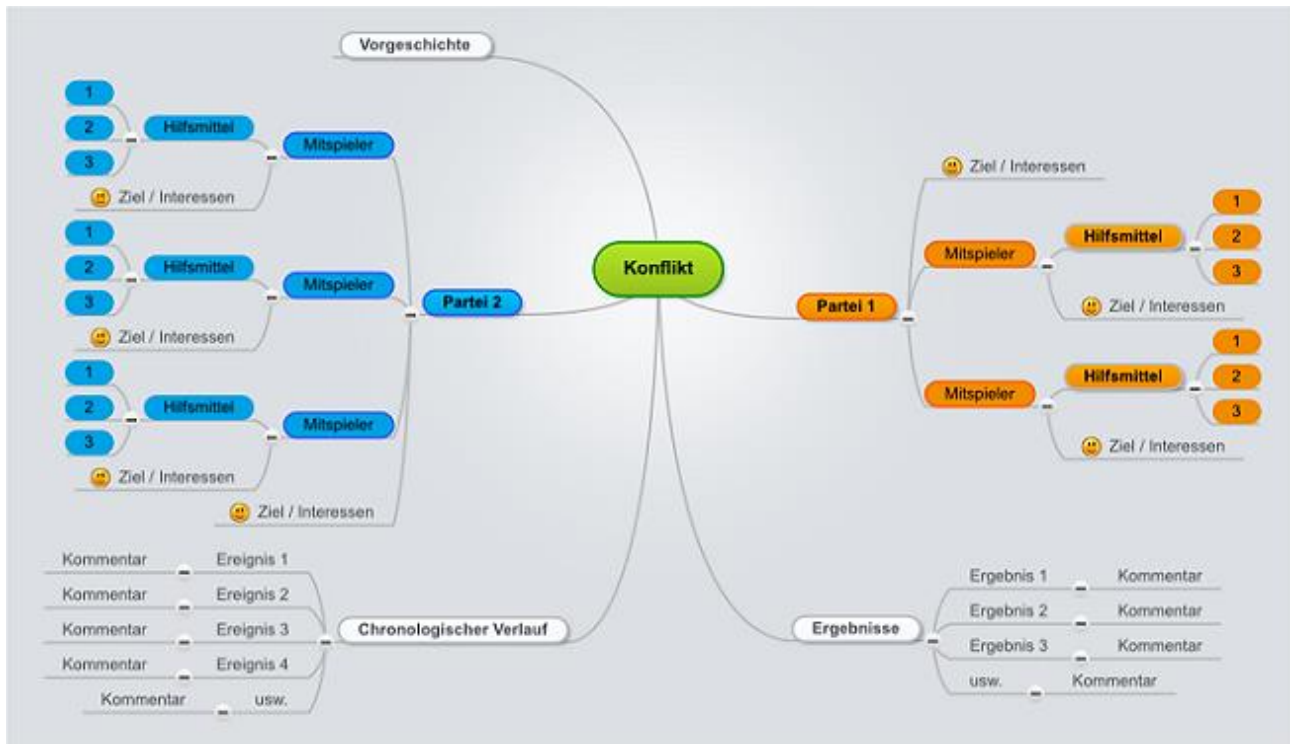 Vorgeschichte
Konflikt
Partei 1
Ziel / Interessen
Mitspieler
Hilfsmittel
1
2
3
Ziel / Interessen
Mitspieler
Hilfsmittel
1
2
3
Ziel / Interessen
Partei 2
Mitspieler
Hilfsmittel
1
2
3
Ziel / Interessen
Mitspieler
Hilfsmittel
1
2
3
Ziel / Interessen
Mitspieler
Hilfsmittel
1
2
3
Ziel / Interessen
Ziel / Interessen
Chronologischer Verlauf
Ereignis 1
Kommentar
Ereignis 2
Kommentar
Ereignis 3
Kommentar
Ereignis 4
Kommentar
usw.
Kommentar
Ergebnisse
Ergebnis 1
Kommentar
Ergebnis 2
Kommentar
Ergebnis 3
Kommentar
usw.
Kommentar